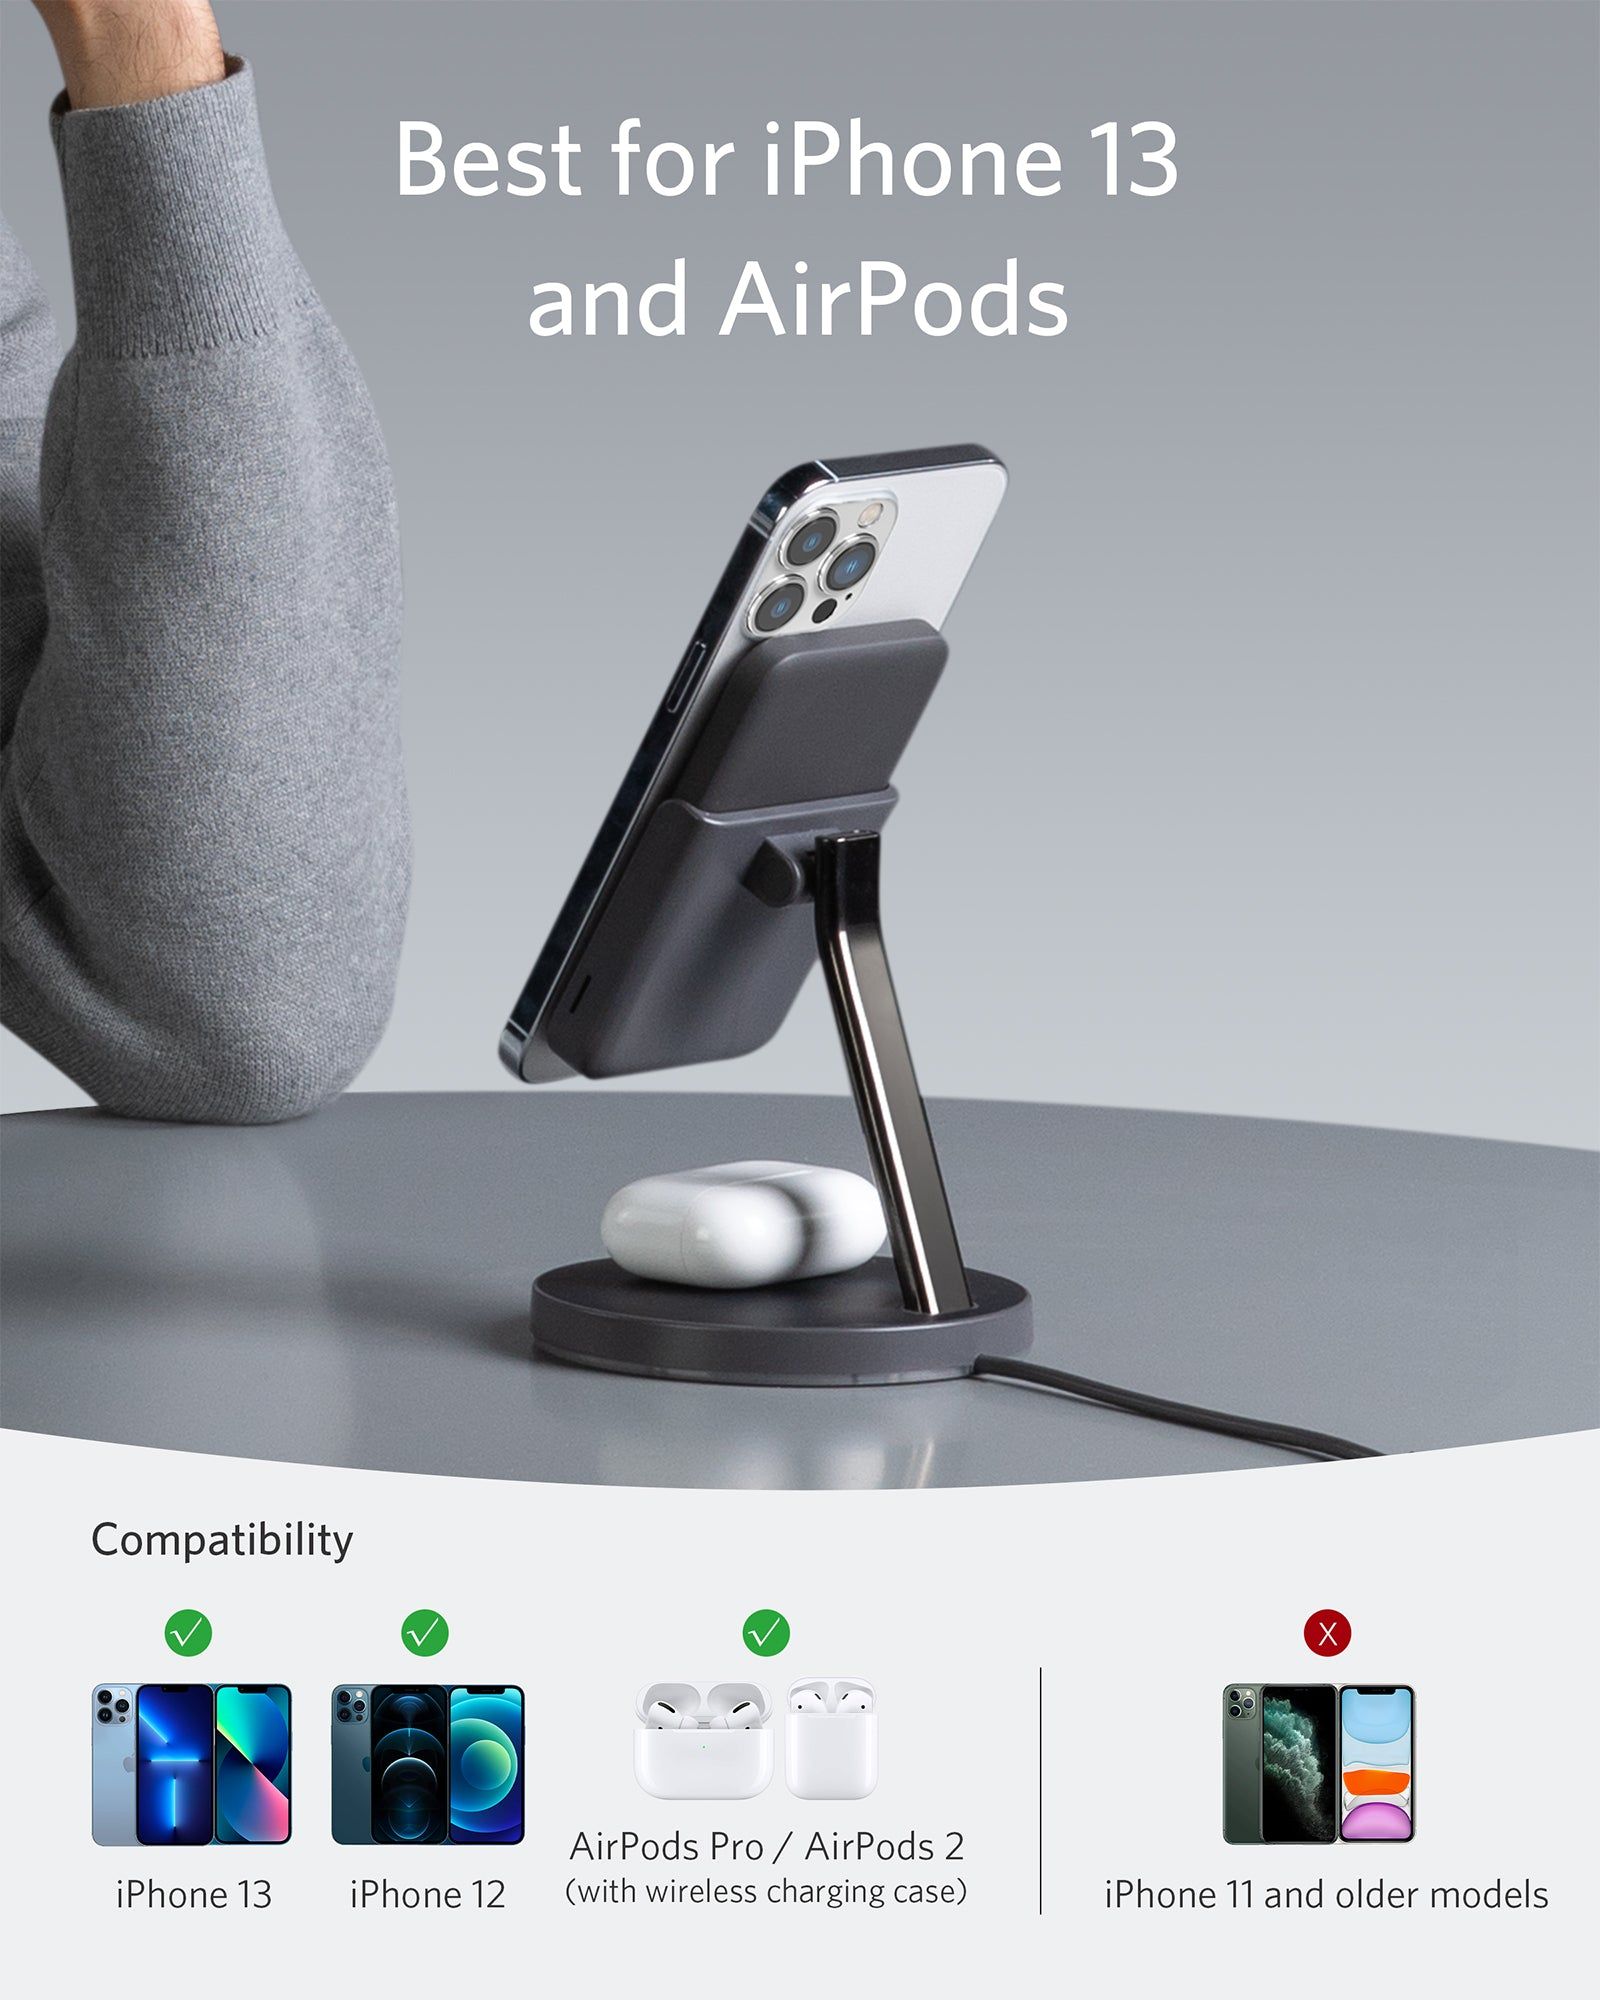 Best for iPhone 13
and AirPods
Compatibility
X
iPhone 13
iPhone 12
AirPods Pro / AirPods 2
(with wireless charging case)
iPhone 11 and older models